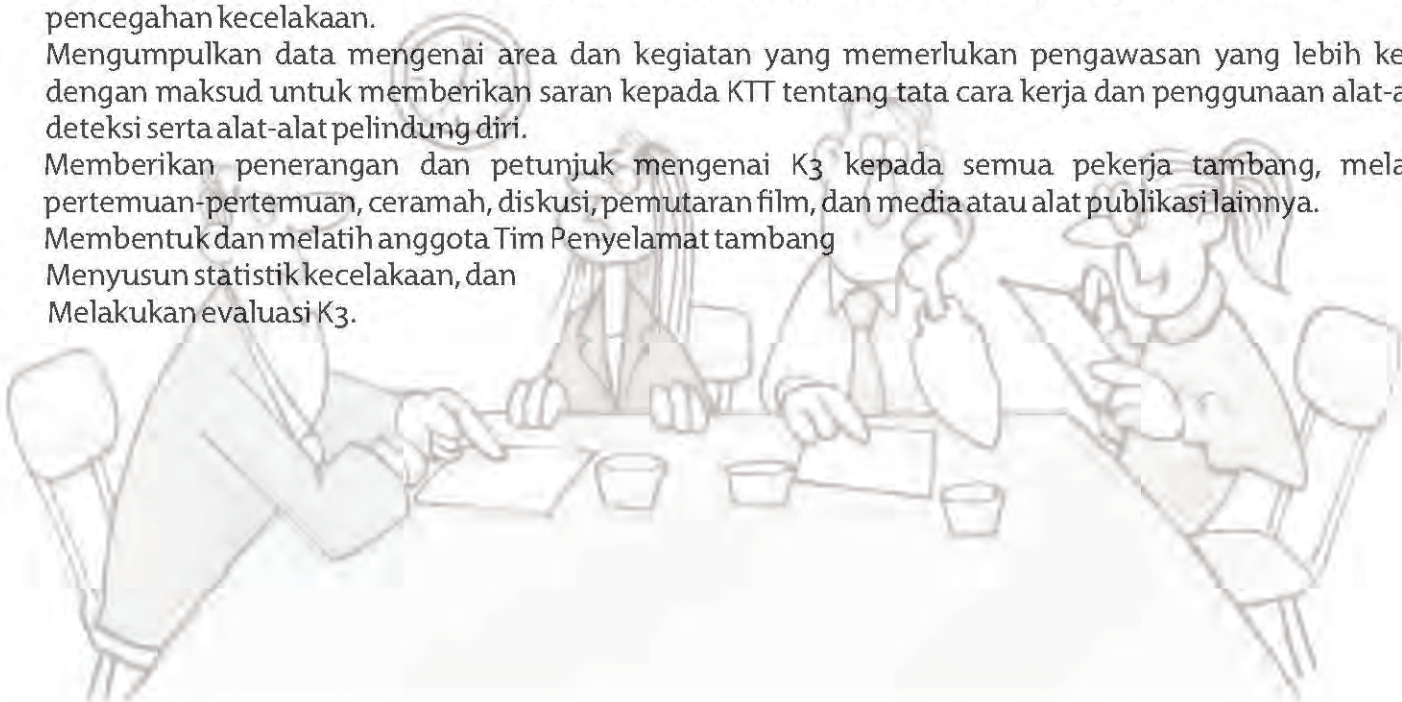 pencegahan kecelakaan.
Mengumpulkan data mengenai area dan kegiatan yang memerlukan pengawasan yang lebih ke
dengan maksud untuk memberikan saran kepada KTT tentang tata cara kerja dan penggunaan alat-a
deteksi serta alat-alat pelindung diri.
Memberikan penerangan dan petunjuk mengenai K3 kepada semua pekerja tambang, mela
pertemuan-pertemuan, ceramah, diskusi, pemutaran film, dan media atau alat publikasi lainnya.
Membentuk dan melatih anggota Tim Penyelamat tambang
Menyusun statistik kecelakaan, dan
Melakukan evaluasi K3.